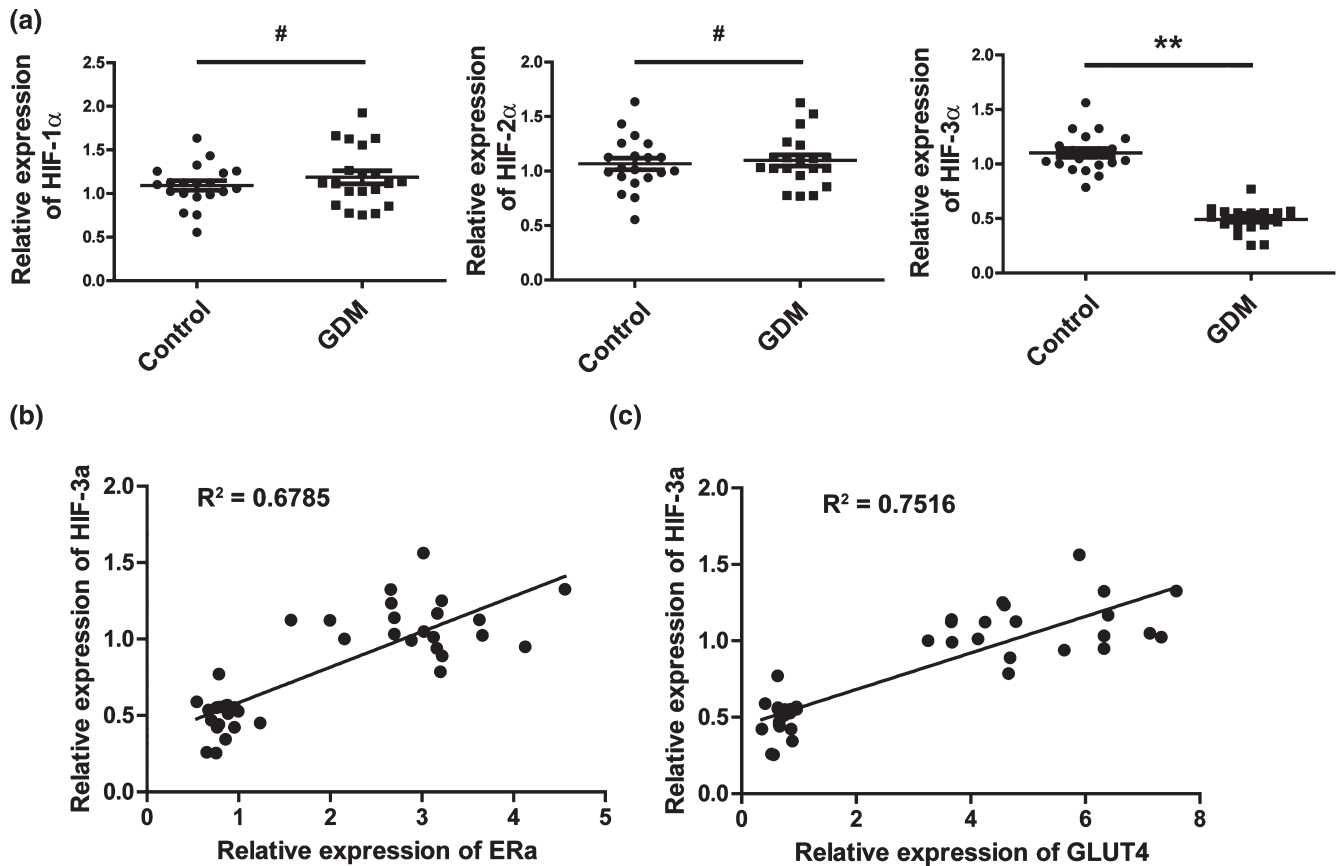 (a)
#
Relative expression
of HIF-1α
2.5
2.0
1.5
1.0
0.5
0.0
Control
GDM
#
Relative expression
of HIF-2α
2.0
1.5
1.0
0.5
0.0
Control
GDM
**
Relative expression
of HIF-3α
2.0
1.5
1.0
0.5
0.0
Control
GDM
(b)
R² = 0.6785
Relative expression of HIF-3a
2.0
1.5
1.0
0.5
0.0
0 1 2 3 4 5
Relative expression of ERa
(c)
R² = 0.7516
Relative expression of HIF-3a
2.0
1.5
1.0
0.5
0.0
0 2 4 6 8
Relative expression of GLUT4